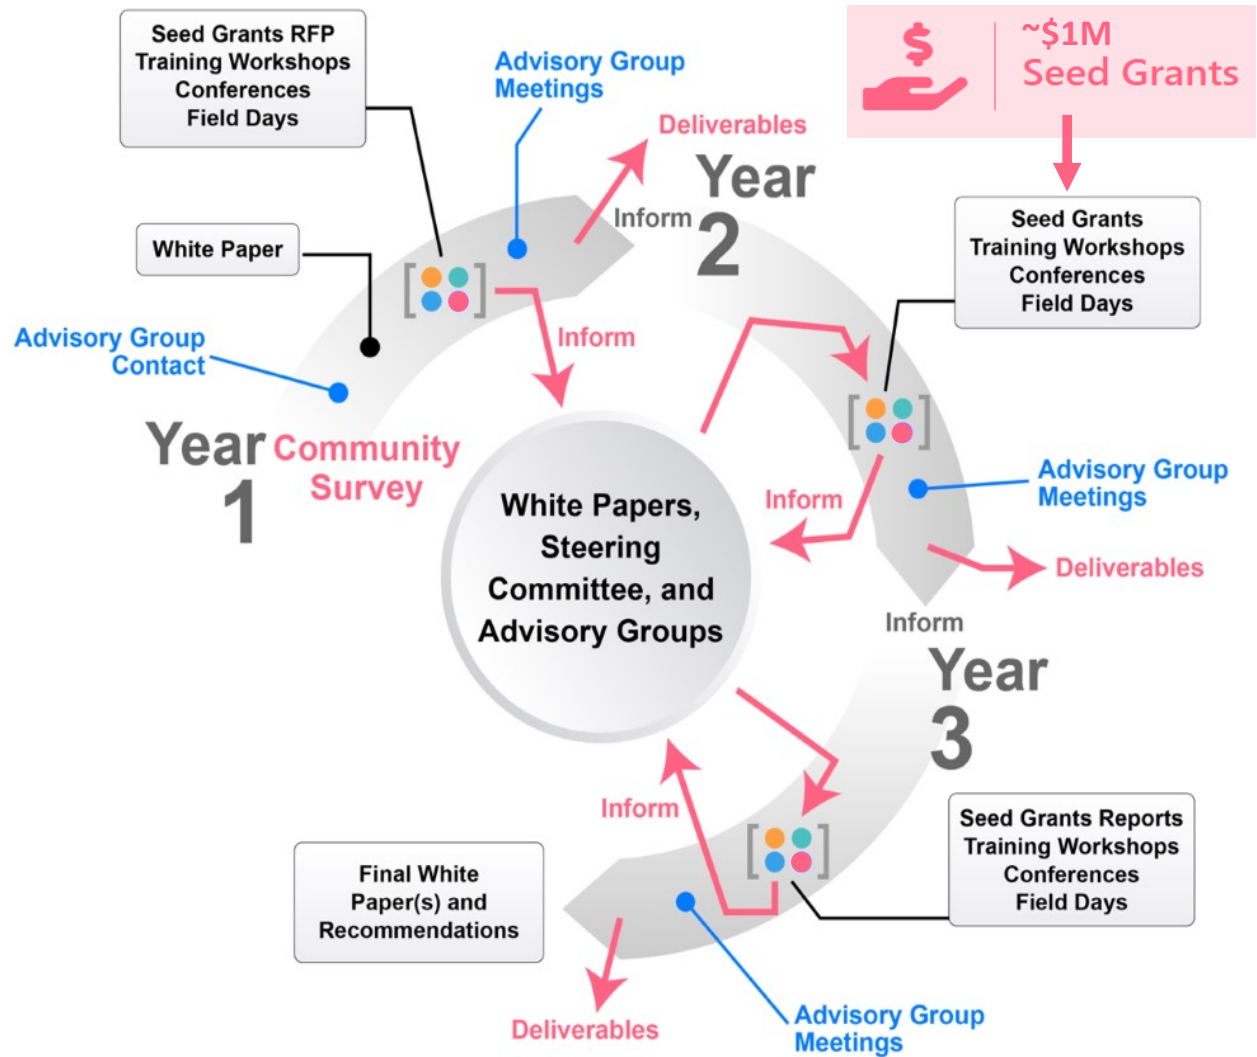 Seed Grants RFP
Training Workshops
Conferences
Field Days
Advisory Group
Meetings
~$1M
Seed Grants
Deliverables
Year
2
Inform
White Paper
Seed Grants
Training Workshops
Conferences
Field Days
Advisory Group
Contact
Inform
Year
1
Community
Survey
White Papers,
Steering
Committee, and
Advisory Groups
Inform
Advisory Group
Meetings
Deliverables
Inform
Year
3
Inform
Seed Grants Reports
Training Workshops
Conferences
Field Days
Final White
Paper(s) and
Recommendations
Deliverables
Advisory Group
Meetings